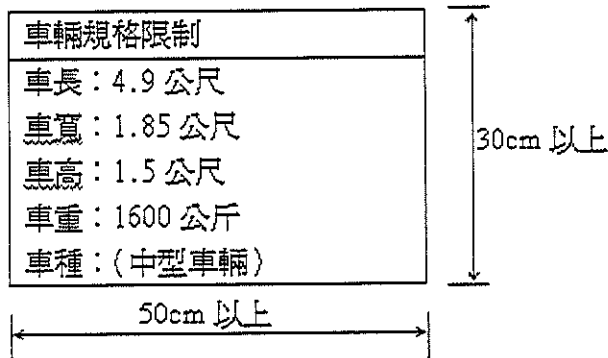 車輛規格限制
車長：4.9 公尺
車寬：1.85 公尺
車高：1.5 公尺
車重：1600 公斤
車種：(中型車輛)
30cm 以上
50cm 以上